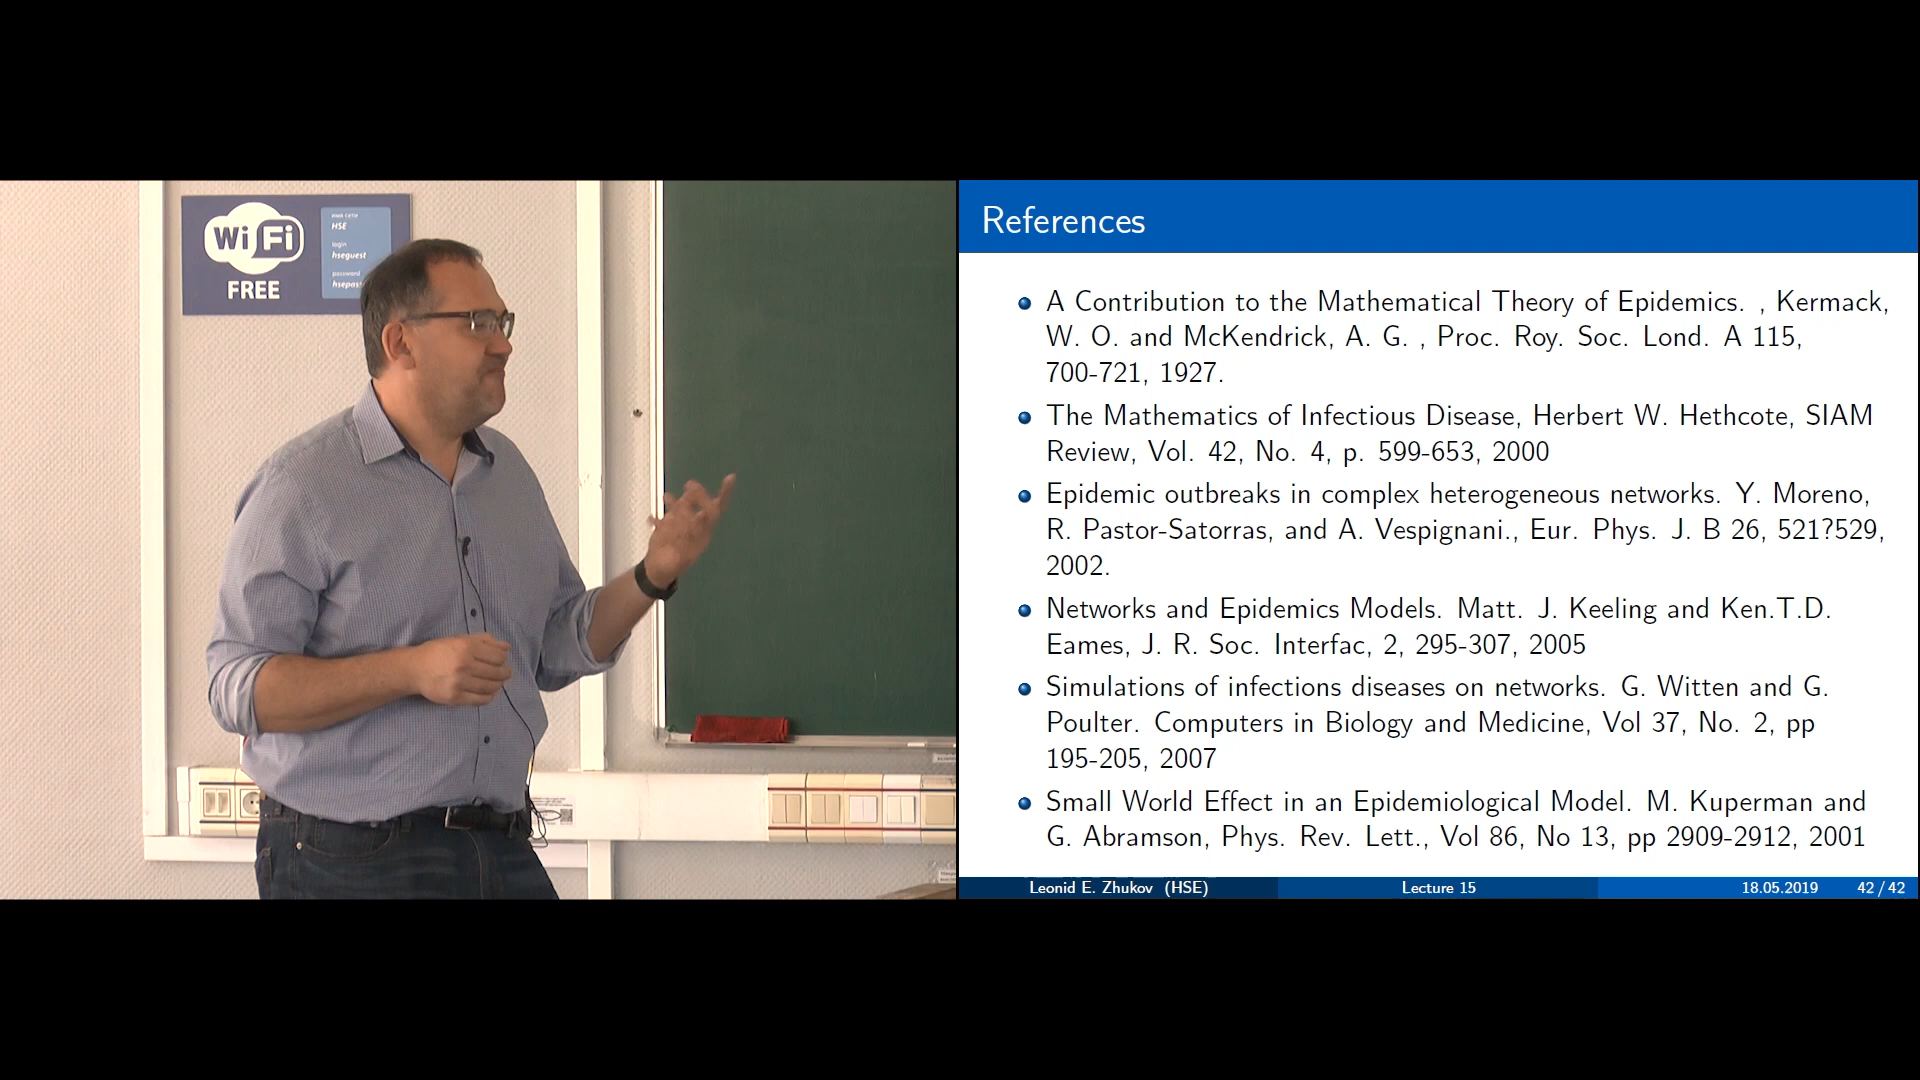 Wi Fi
FREE
HSE
login
hseguest
password
References
A Contribution to the Mathematical Theory of Epidemics. , Kermack,
W. O. and McKendrick, A. G. , Proc. Roy. Soc. Lond. A 115,
700-721, 1927.
The Mathematics of Infectious Disease, Herbert W. Hethcote, SIAM
Review, Vol. 42, No. 4, p. 599-653, 2000
Epidemic outbreaks in complex heterogeneous networks. Y. Moreno,
R. Pastor-Satorras, and A. Vespignani., Eur. Phys. J. B 26, 521?529,
2002.
Networks and Epidemics Models. Matt. J. Keeling and Ken.T.D.
Eames, J. R. Soc. Interfac, 2, 295-307, 2005
Simulations of infections diseases on networks. G. Witten and G.
Poulter. Computers in Biology and Medicine, Vol 37, No. 2, pp
195-205, 2007
Small World Effect in an Epidemiological Model. M. Kuperman and
G. Abramson, Phys. Rev. Lett., Vol 86, No 13, pp 2909-2912, 2001
Leonid E. Zhukov (HSE) Lecture 15 18.05.2019 42 / 42